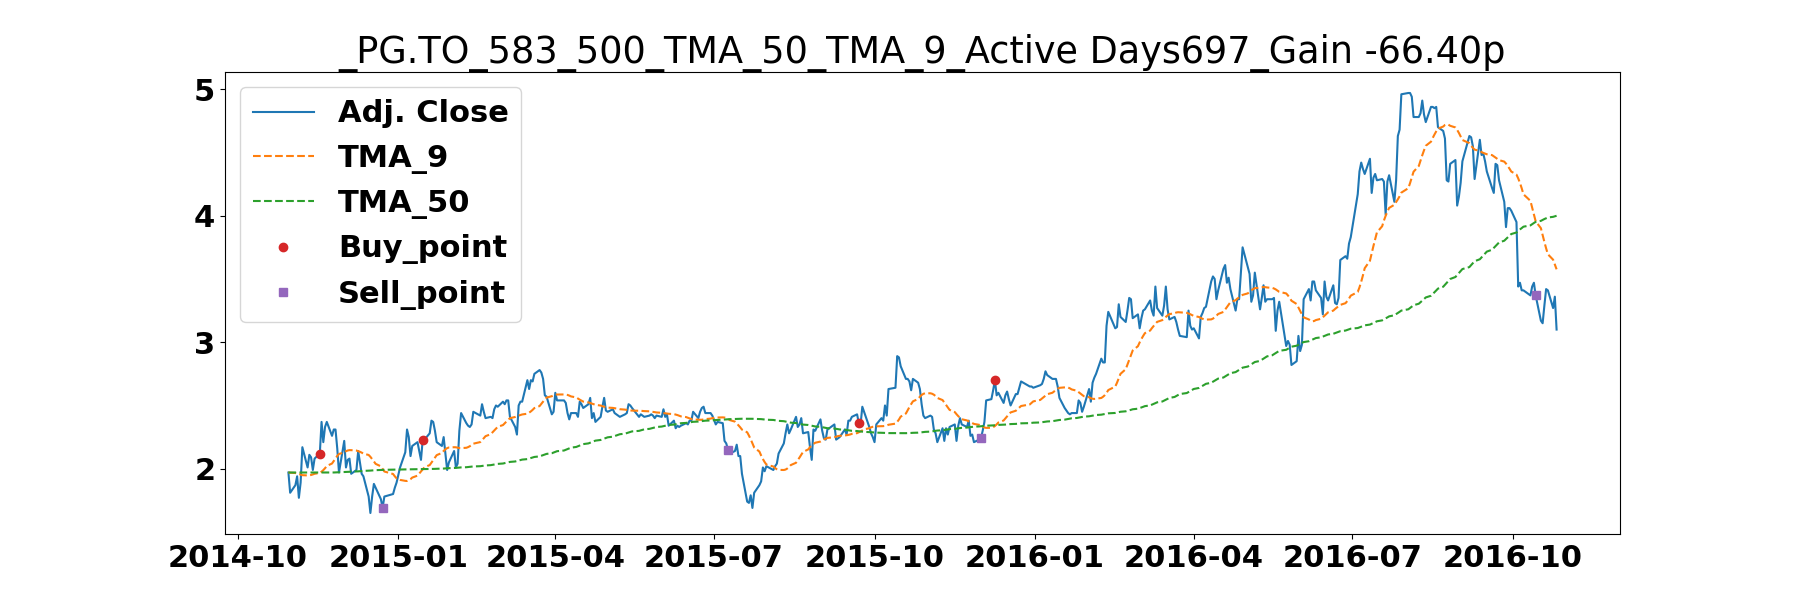 _PG.TO_583_500_TMA_50_TMA_9_Active Days697_Gain -66.40p
5
4
3
2
Adj. Close
TMA_9
TMA_50
Buy_point
Sell_point
2014-10 2015-01 2015-04 2015-07 2015-10 2016-01 2016-04 2016-07 2016-10